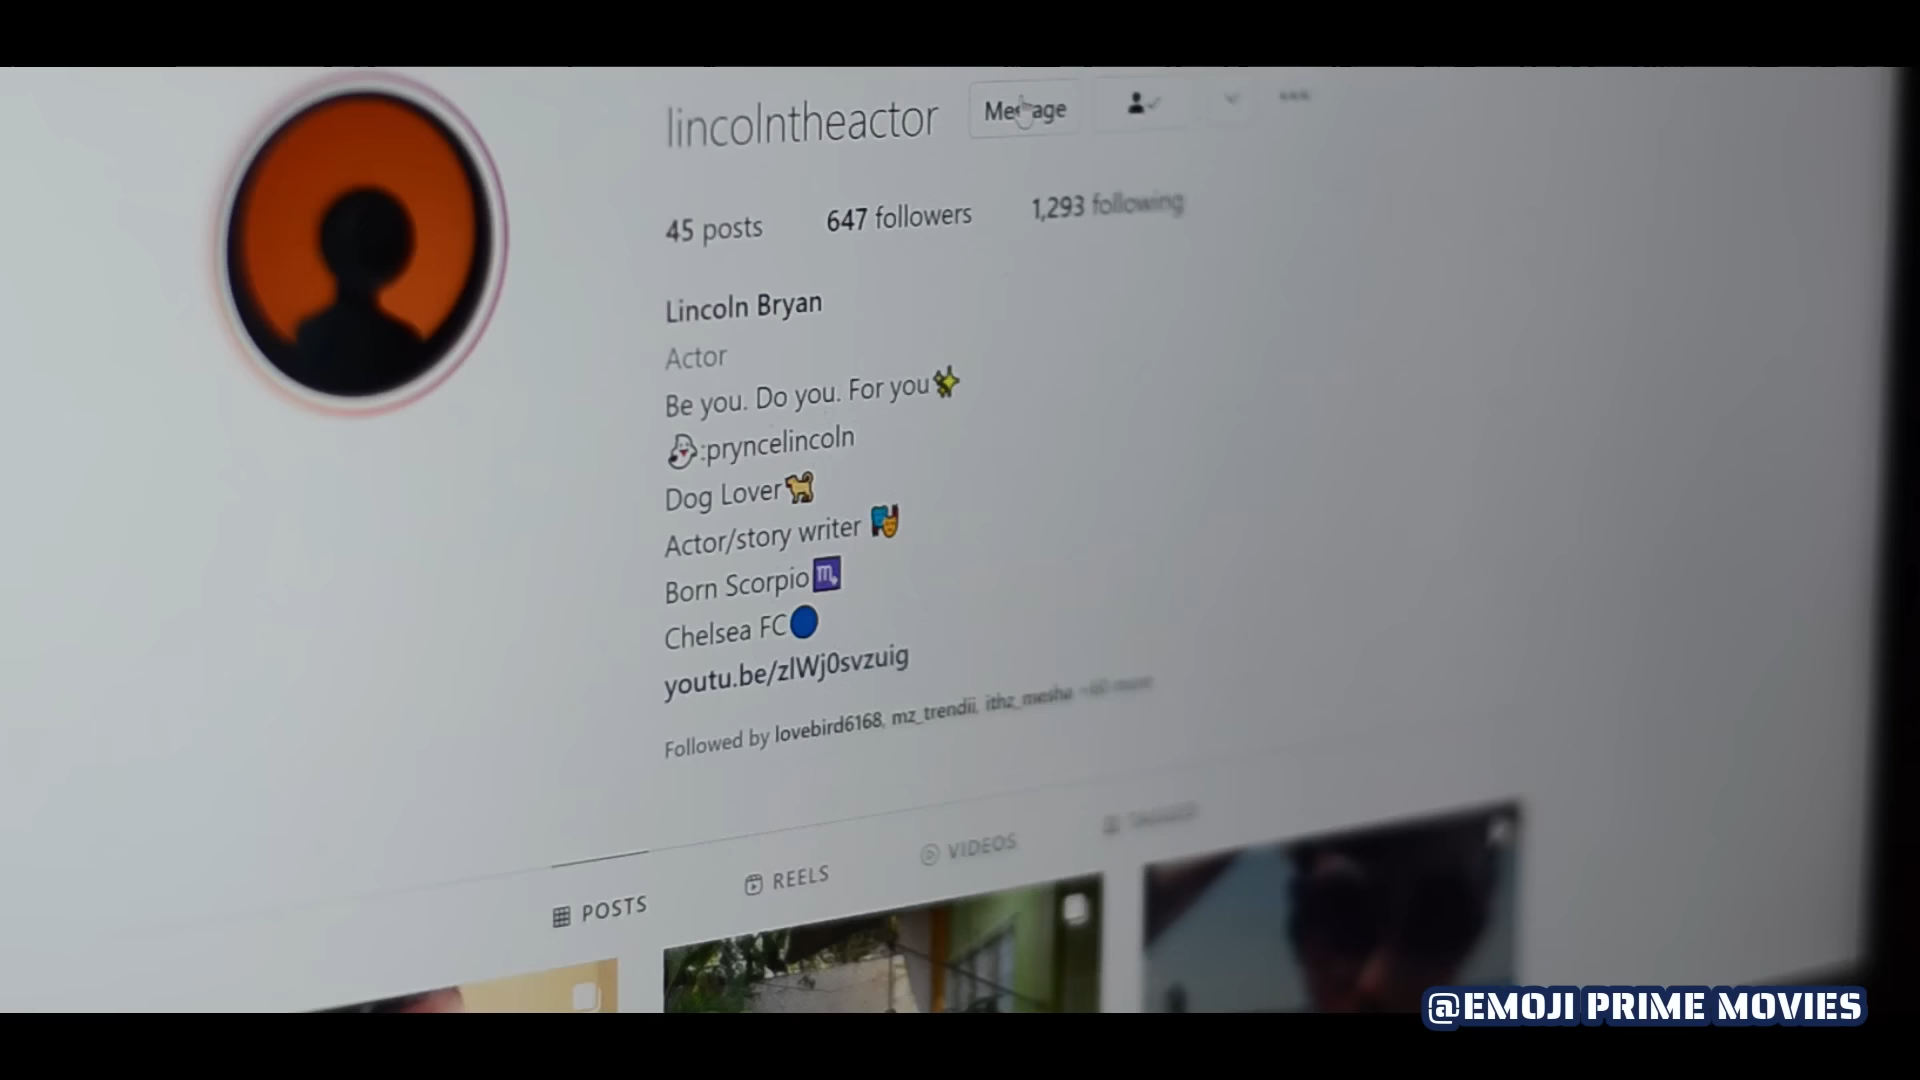 lincolntheactor Message
45 posts 647 followers 1,293 following
Lincoln Bryan
Actor
Be you. Do you. For you✨
👻:pryncelincoln
Dog Lover🐕
Actor/story writer 🎭
Born Scorpio♏
Chelsea FC🔵
youtu.be/zlWj0svzuig
Followed by lovebird6168, mz_trendii, ithz_mesha
POSTS REELS VIDEOS TAGGED
@EMOJI PRIME MOVIES